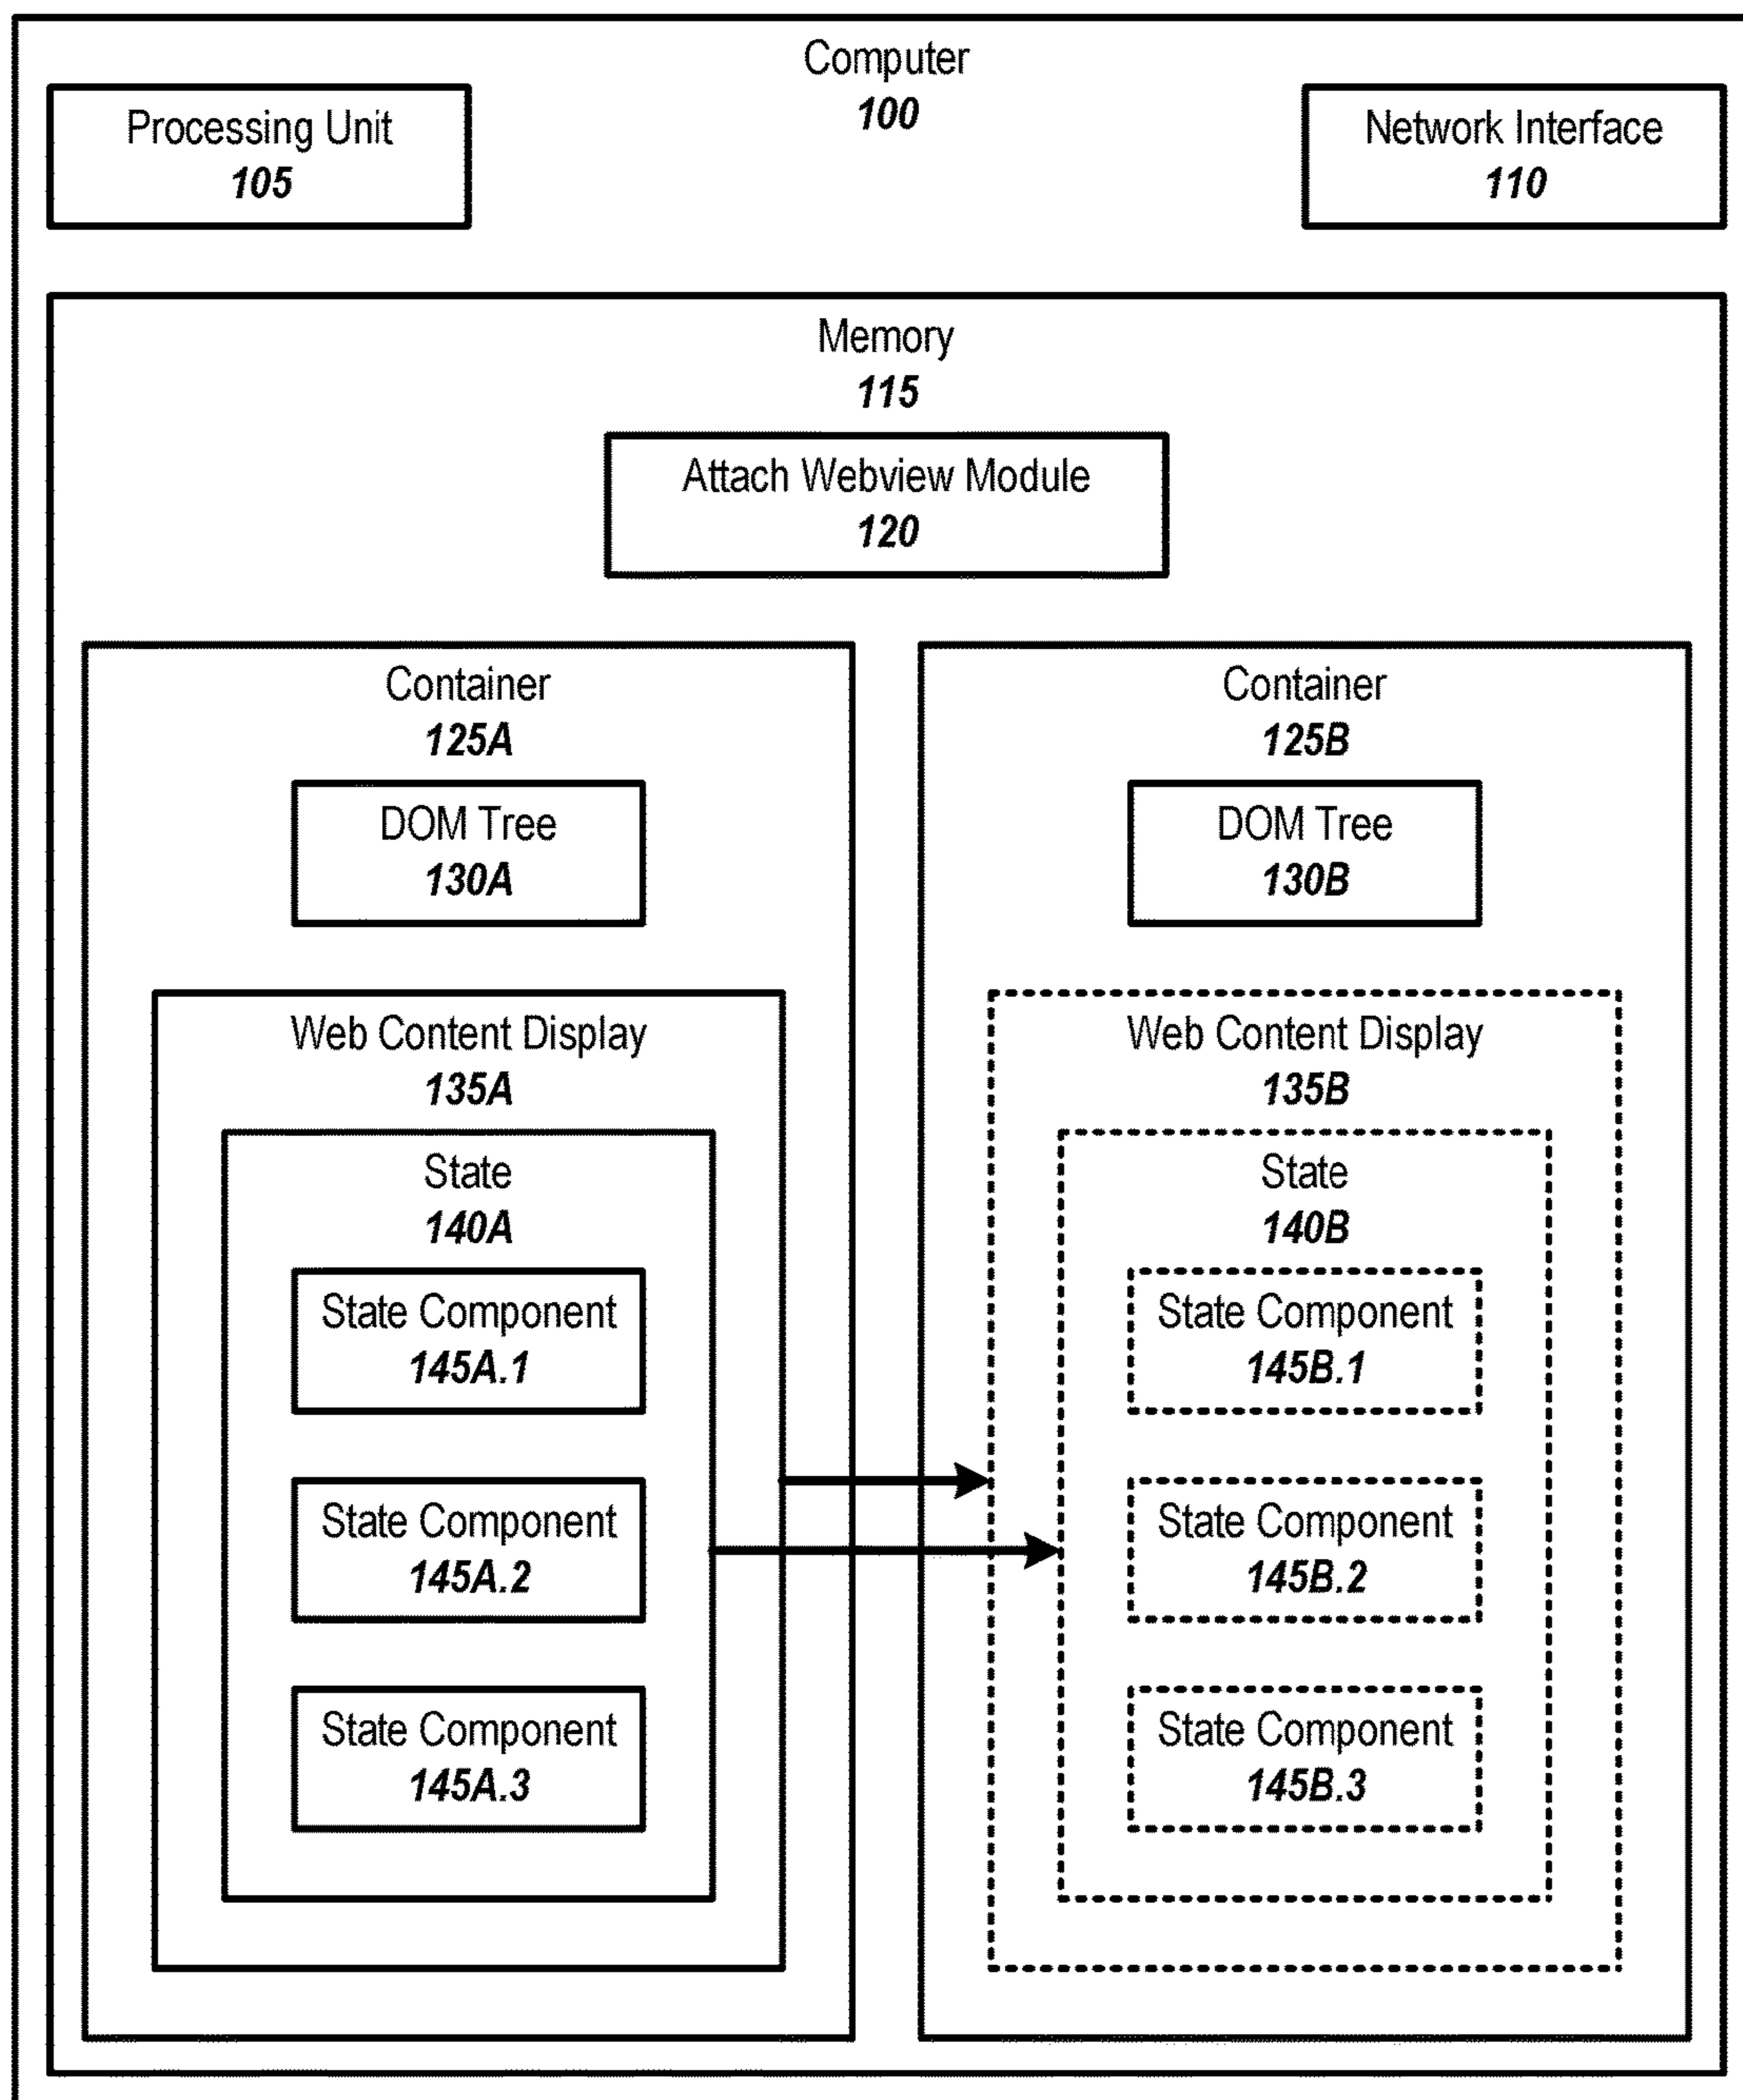 Computer
100
Processing Unit
105
Network Interface
110
Memory
115
Attach Webview Module
120
Container
125A
DOM Tree
130A
Web Content Display
135A
State
140A
State Component
145A.1
State Component
145A.2
State Component
145A.3
Container
125B
DOM Tree
130B
Web Content Display
135B
State
140B
State Component
145B.1
State Component
145B.2
State Component
145B.3